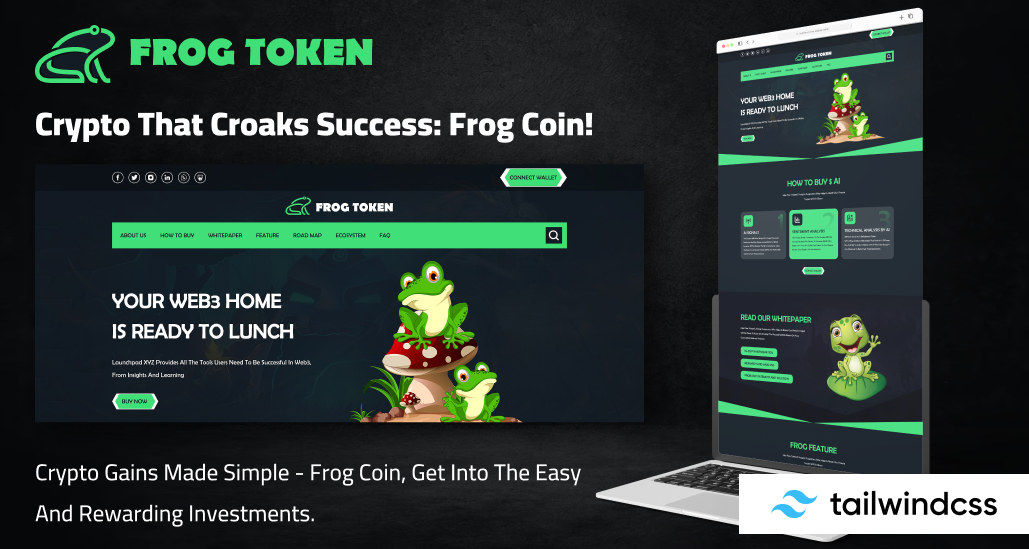 FROG TOKEN
Crypto That Croaks Success: Frog Coin!
CONNECT WALLET
FROG TOKEN
ABOUT US HOW TO BUY WHITEPAPER FEATURE ROAD MAP ECOSYSTEM FAQ
YOUR WEB3 HOME
IS READY TO LUNCH
Launchpad XYZ Provides All The Tools Users Need To Be Successful In Web3,
From Insights And Learning
BUY NOW
Crypto Gains Made Simple - Frog Coin, Get Into The Easy
And Rewarding Investments.
FROG TOKEN
YOUR WEB3 HOME
IS READY TO LUNCH
HOW TO BUY $ AI
TECHNICAL ANALYSIS BY AI
READ OUR WHITEPAPER
FROG FEATURE
tailwindcss